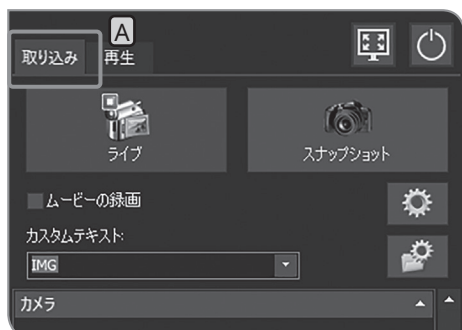 A
取り込み 再生
ライブ スナップショット
ムービーの録画
カスタムテキスト:
IMG
カメラ